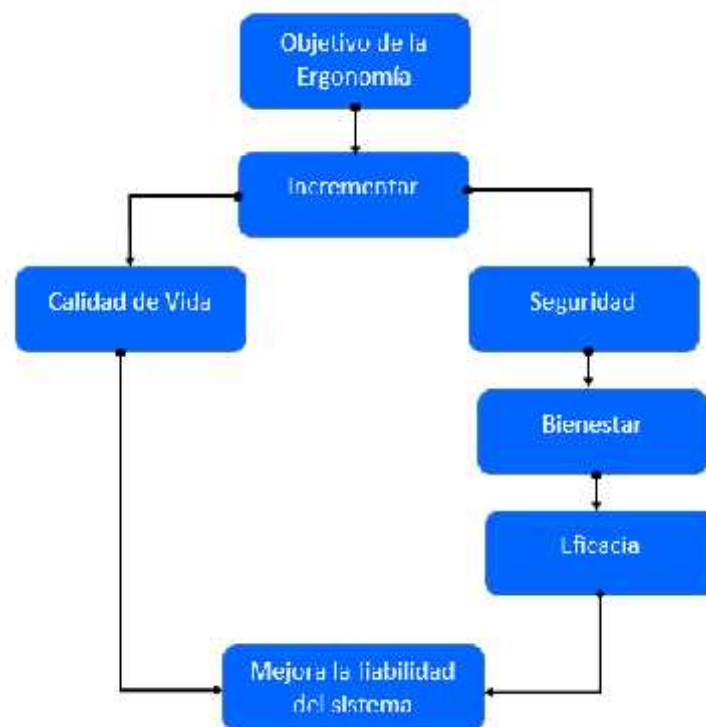 Objetivo de la
Ergonomía
Incrementar
Calidad de Vida
Seguridad
Bienestar
Eficacia
Mejora la fiabilidad
del sistema